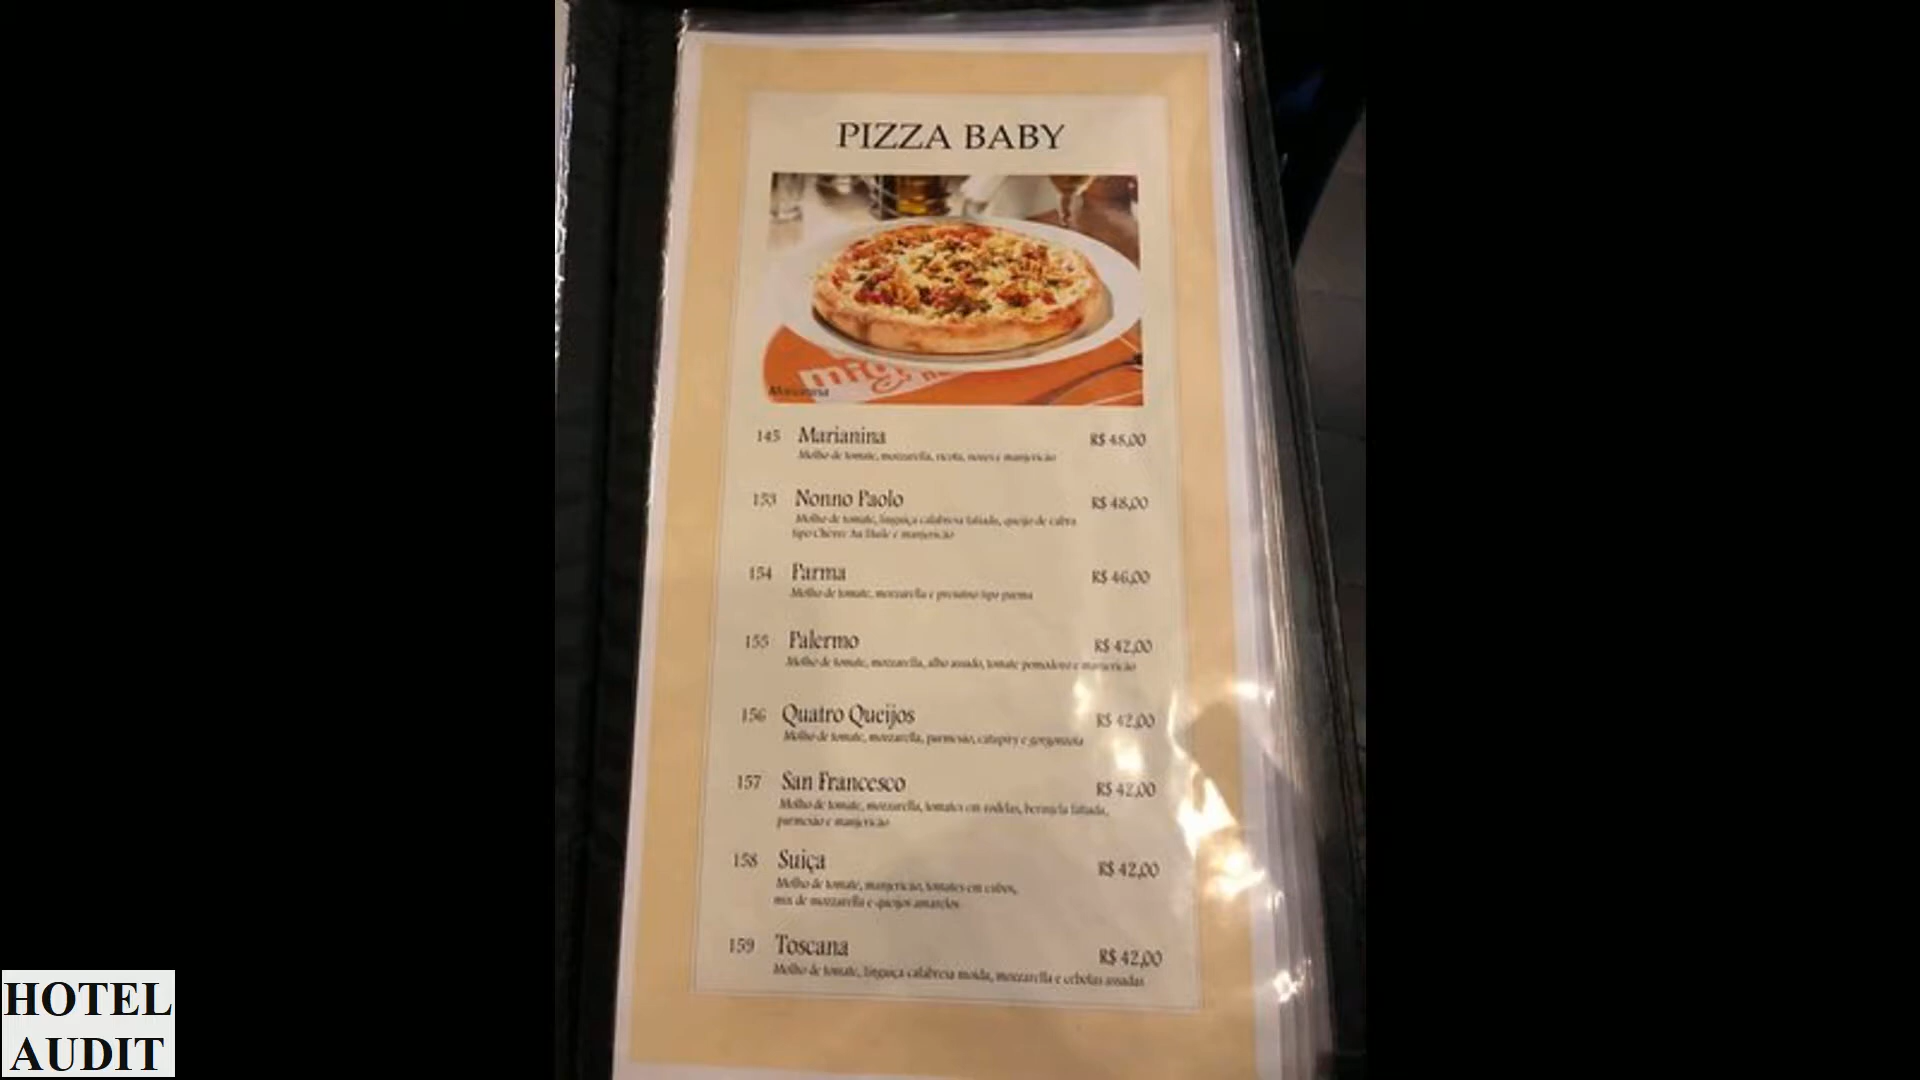 PIZZA BABY
Marianina
145 Marianina R$ 48,00
Molho de tomate, mozzarella, ricota, nozes e manjericão
153 Nonno Paolo R$ 48,00
Molho de tomate, linguiça calabresa fatiada, queijo de cabra
tipo Chèvre Au Huile e manjericão
154 Parma R$ 46,00
Molho de tomate, mozzarella e presunto tipo parma
155 Palermo R$ 42,00
Molho de tomate, mozzarella, alho assado, tomate pomodoro e manjericão
156 Quatro Queijos R$ 42,00
Molho de tomate, mozzarella, parmesão, catupiry e gorgonzola
157 San Francesco R$ 42,00
Molho de tomate, mozzarella, tomates em rodelas, berinjela fatiada,
parmesão e manjericão
158 Suiça R$ 42,00
Molho de tomate, manjericão, tomates em cubos,
mix de mozzarella e queijos amarelos
159 Toscana R$ 42,00
Molho de tomate, linguiça calabresa moída, mozzarella e cebolas assadas
HOTEL
AUDIT